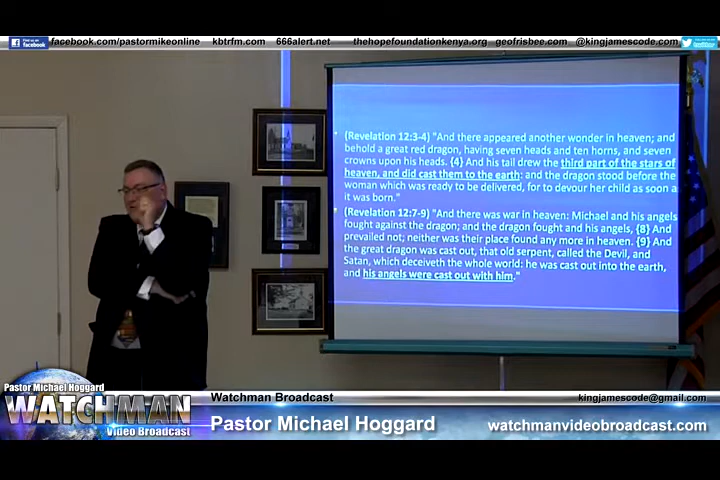 Find us on
facebook
facebook.com/pastormikeonline kbtrfm.com 666alert.net thehopefoundationkenya.org geofrisbee.com @kingjamescode
(Revelation 12:3-4) "And there appeared another wonder in heaven; and
behold a great red dragon, having seven heads and ten horns, and seven
crowns upon his heads. {4} And his tail drew the third part of the stars of
heaven, and did cast them to the earth: and the dragon stood before the
woman which was ready to be delivered, for to devour her child as soon a
it was born."
(Revelation 12:7-9) "And there was war in heaven: Michael and his angels
fought against the dragon; and the dragon fought and his angels, {8} And
prevailed not; neither was their place found any more in heaven. {9} And
the great dragon was cast out, that old serpent, called the Devil, and
Satan, which deceiveth the whole world: he was cast out into the earth,
and his angels were cast out with him."
Pastor Michael Hoggard
WATCHMAN
Video Broadcast
Watchman Broadcast
kingjamescode@gmail.com
Pastor Michael Hoggard
watchmanvideobroadcast.com